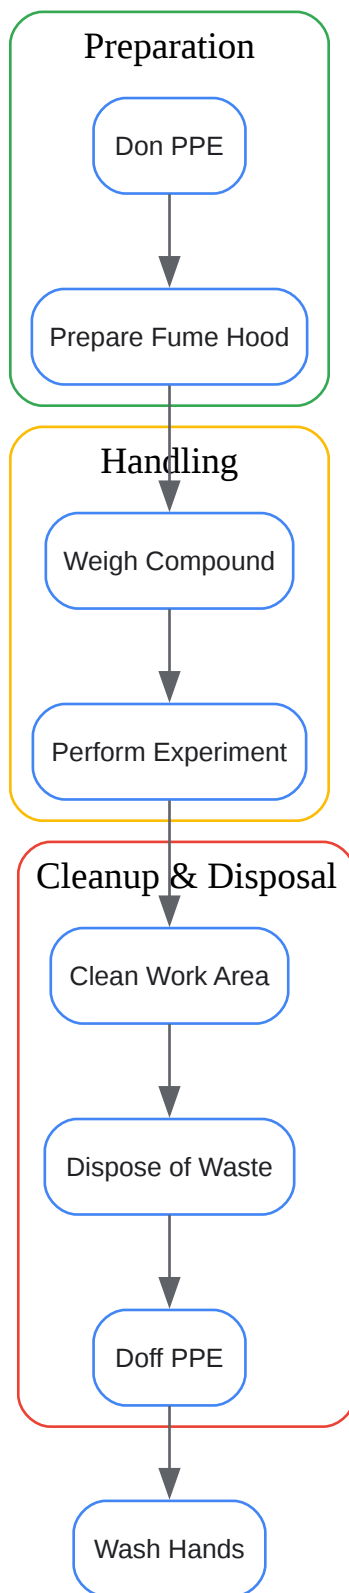 Preparation
Don PPE
Prepare Fume Hood
Handling
Weigh Compound
Perform Experiment
Cleanup & Disposal
Clean Work Area
Dispose of Waste
Doff PPE
Wash Hands